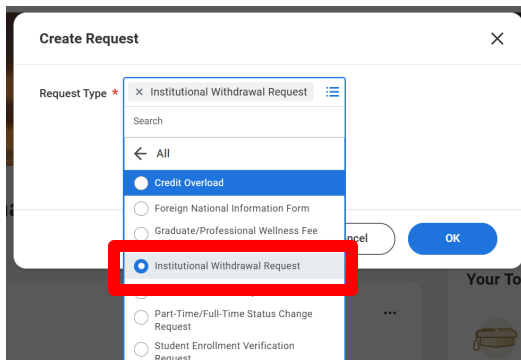 Create Request
Request Type *
× Institutional Withdrawal Request
Search
← All
Credit Overload
Foreign National Information Form
Graduate/Professional Wellness Fee
OK
Institutional Withdrawal Request
Your To
Part-Time/Full-Time Status Change
Request
Student Enrollment Verification
Request